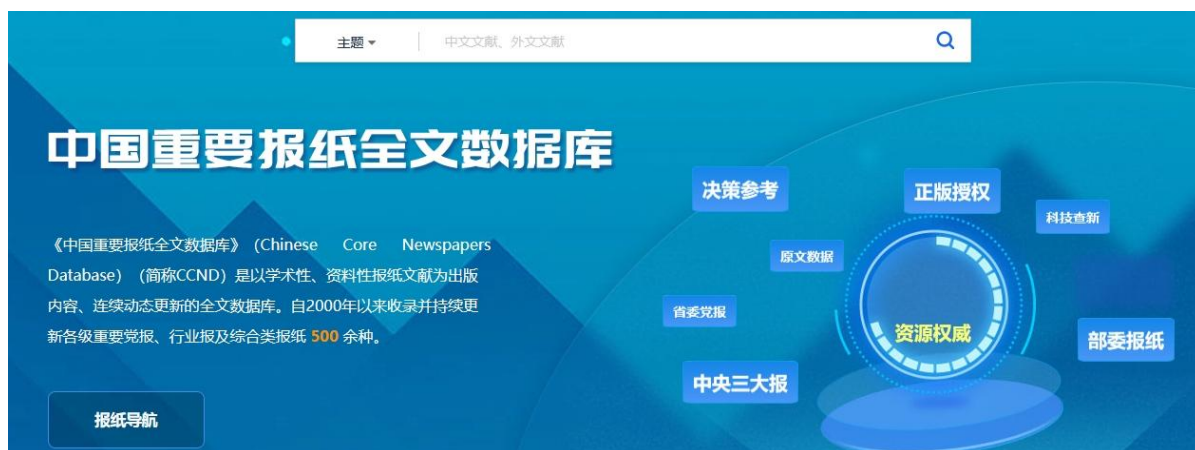 主题
中文文献、外文文献
中国重要报纸全文数据库
《中国重要报纸全文数据库》（Chinese Core Newspapers
Database）（简称CCND）是以学术性、资料性报纸文献为出版
内容、连续动态更新的全文数据库。自2000年以来收录并持续更
新各级重要党报、行业报及综合类报纸 500 余种。
报纸导航
决策参考
正版授权
科技查新
原文数据
省委党报
资源权威
部委报纸
中央三大报